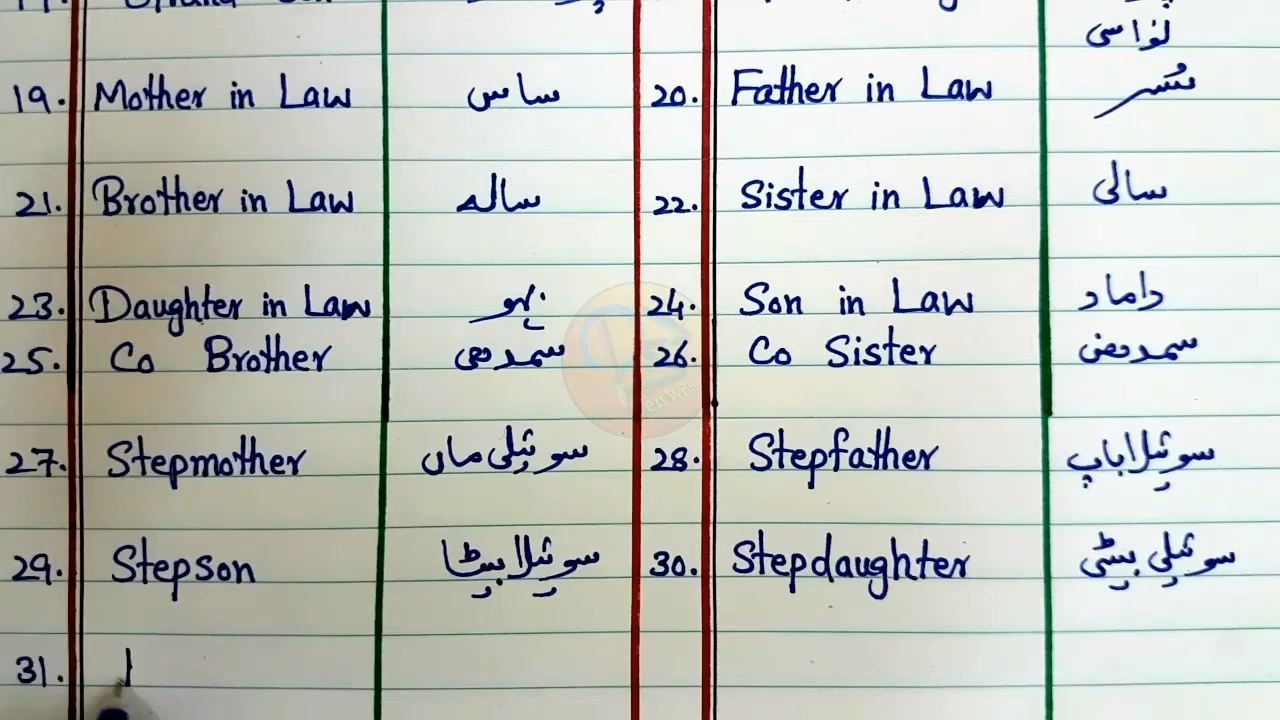 نواسی
19. Mother in Law ساس 20. Father in Law سُسر
21. Brother in Law سالہ 22. Sister in Law سالی
23. Daughter in Law بہو 24. Son in Law داماد
25. Co Brother سمدھی 26. Co Sister سمدھن
27. Stepmother سوتیلی ماں 28. Stepfather سوتیلا باپ
29. Stepson سوتیلا بیٹا 30. Stepdaughter سوتیلی بیٹی
31.